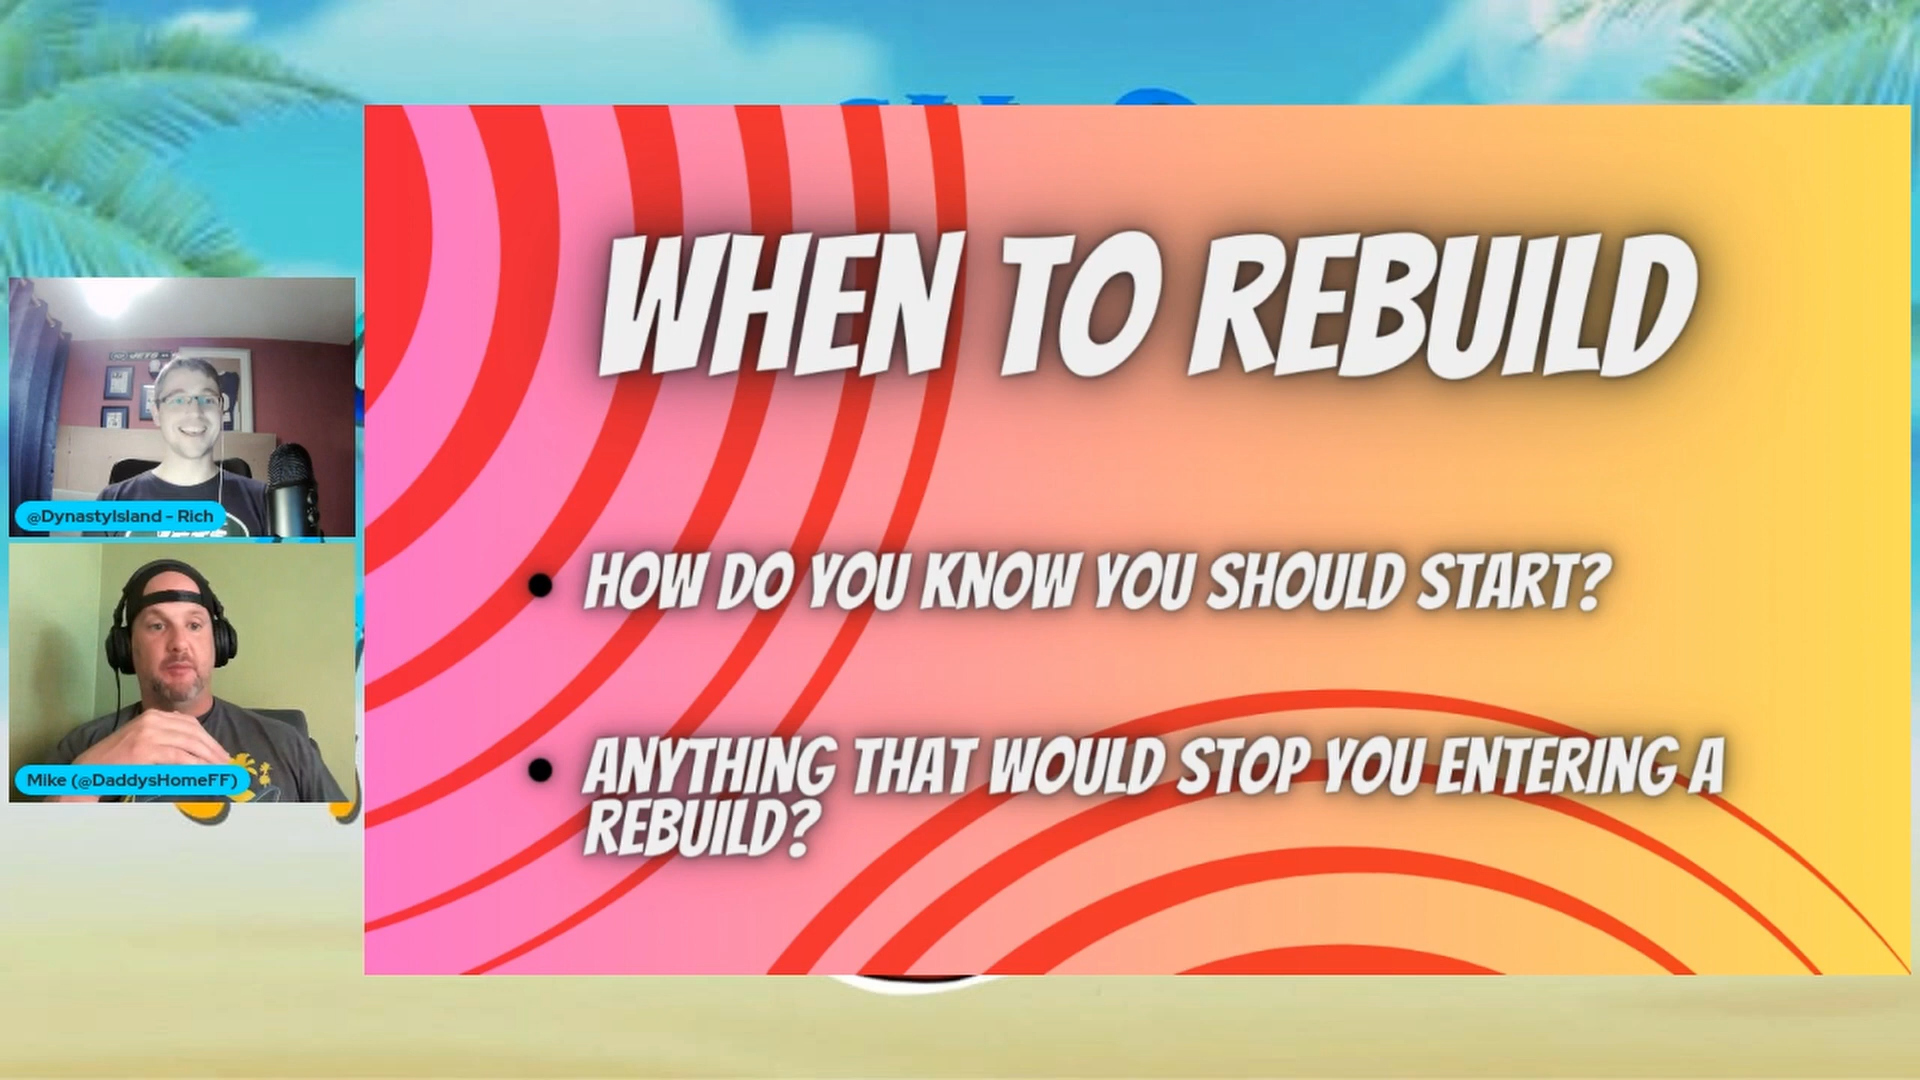 WHEN TO REBUILD
HOW DO YOU KNOW YOU SHOULD START?
ANYTHING THAT WOULD STOP YOU ENTERING A
REBUILD?
JETS
@DynastyIsland - Rich
Mike (@DaddysHomeFF)